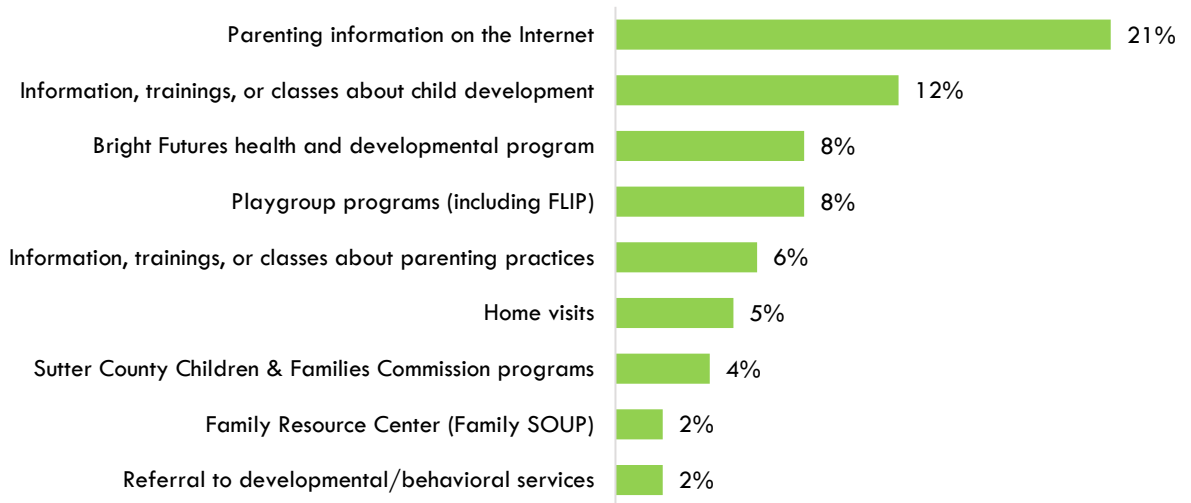 Parenting information on the Internet 21%
Information, trainings, or classes about child development 12%
Bright Futures health and developmental program 8%
Playgroup programs (including FLIP) 8%
Information, trainings, or classes about parenting practices 6%
Home visits 5%
Sutter County Children & Families Commission programs 4%
Family Resource Center (Family SOUP) 2%
Referral to developmental/behavioral services 2%